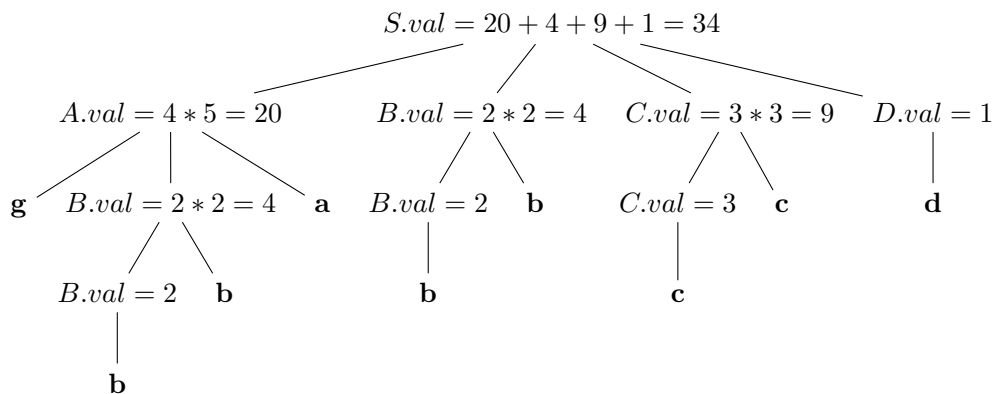 S.val = 20 + 4 + 9 + 1 = 34
A.val = 4 * 5 = 20 B.val = 2 * 2 = 4 C.val = 3 * 3 = 9 D.val = 1
g B.val = 2 * 2 = 4 a B.val = 2 b C.val = 3 c d
B.val = 2 b b c
b